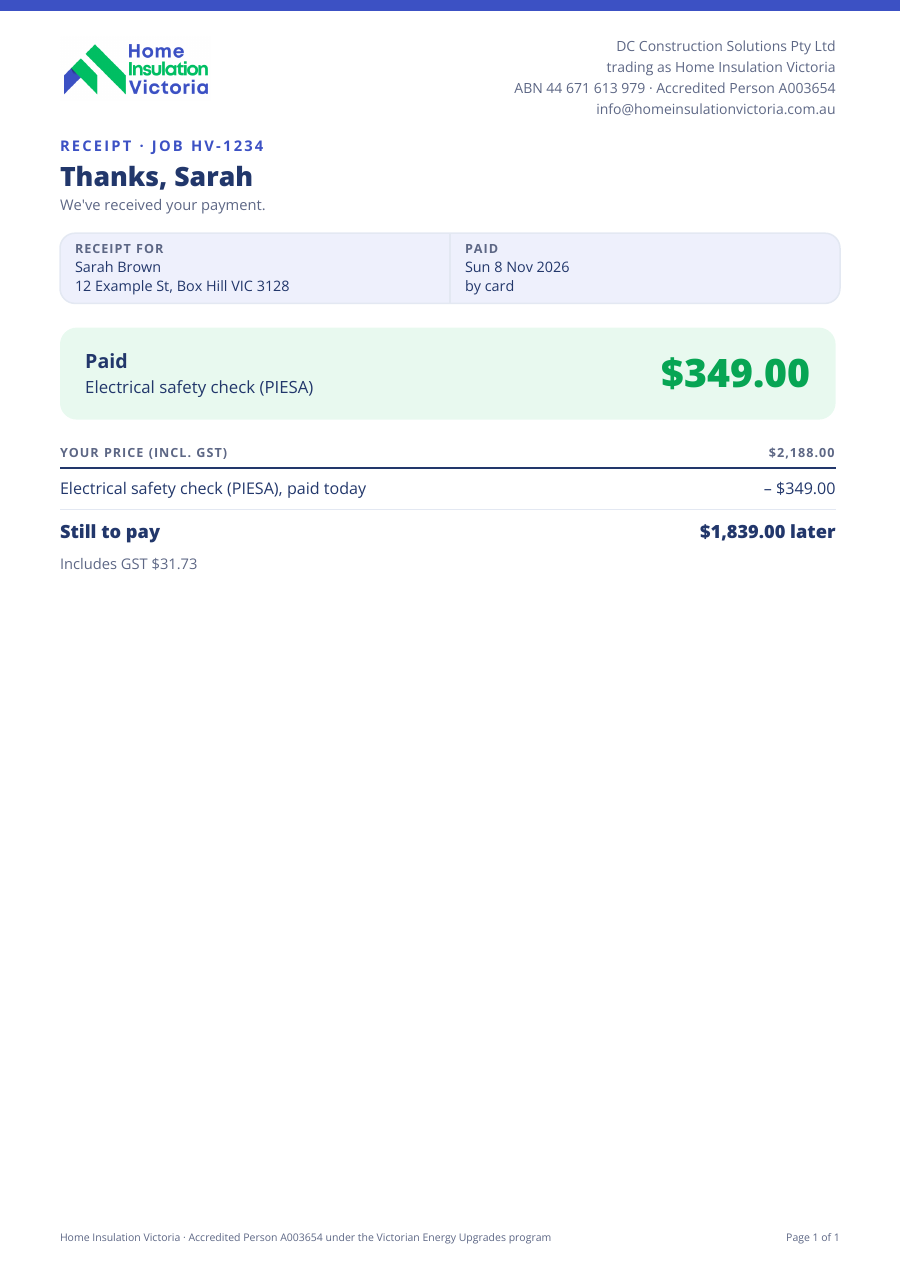 Home
Insulation
Victoria
DC Construction Solutions Pty Ltd
trading as Home Insulation Victoria
ABN 44 671 613 979 · Accredited Person A003654
info@homeinsulationvictoria.com.au
RECEIPT · JOB HV-1234
Thanks, Sarah
We've received your payment.
RECEIPT FOR
Sarah Brown
12 Example St, Box Hill VIC 3128
PAID
Sun 8 Nov 2026
by card
Paid
Electrical safety check (PIESA)
$349.00
YOUR PRICE (INCL. GST) $2,188.00
Electrical safety check (PIESA), paid today – $349.00
Still to pay $1,839.00 later
Includes GST $31.73
Home Insulation Victoria · Accredited Person A003654 under the Victorian Energy Upgrades program Page 1 of 1